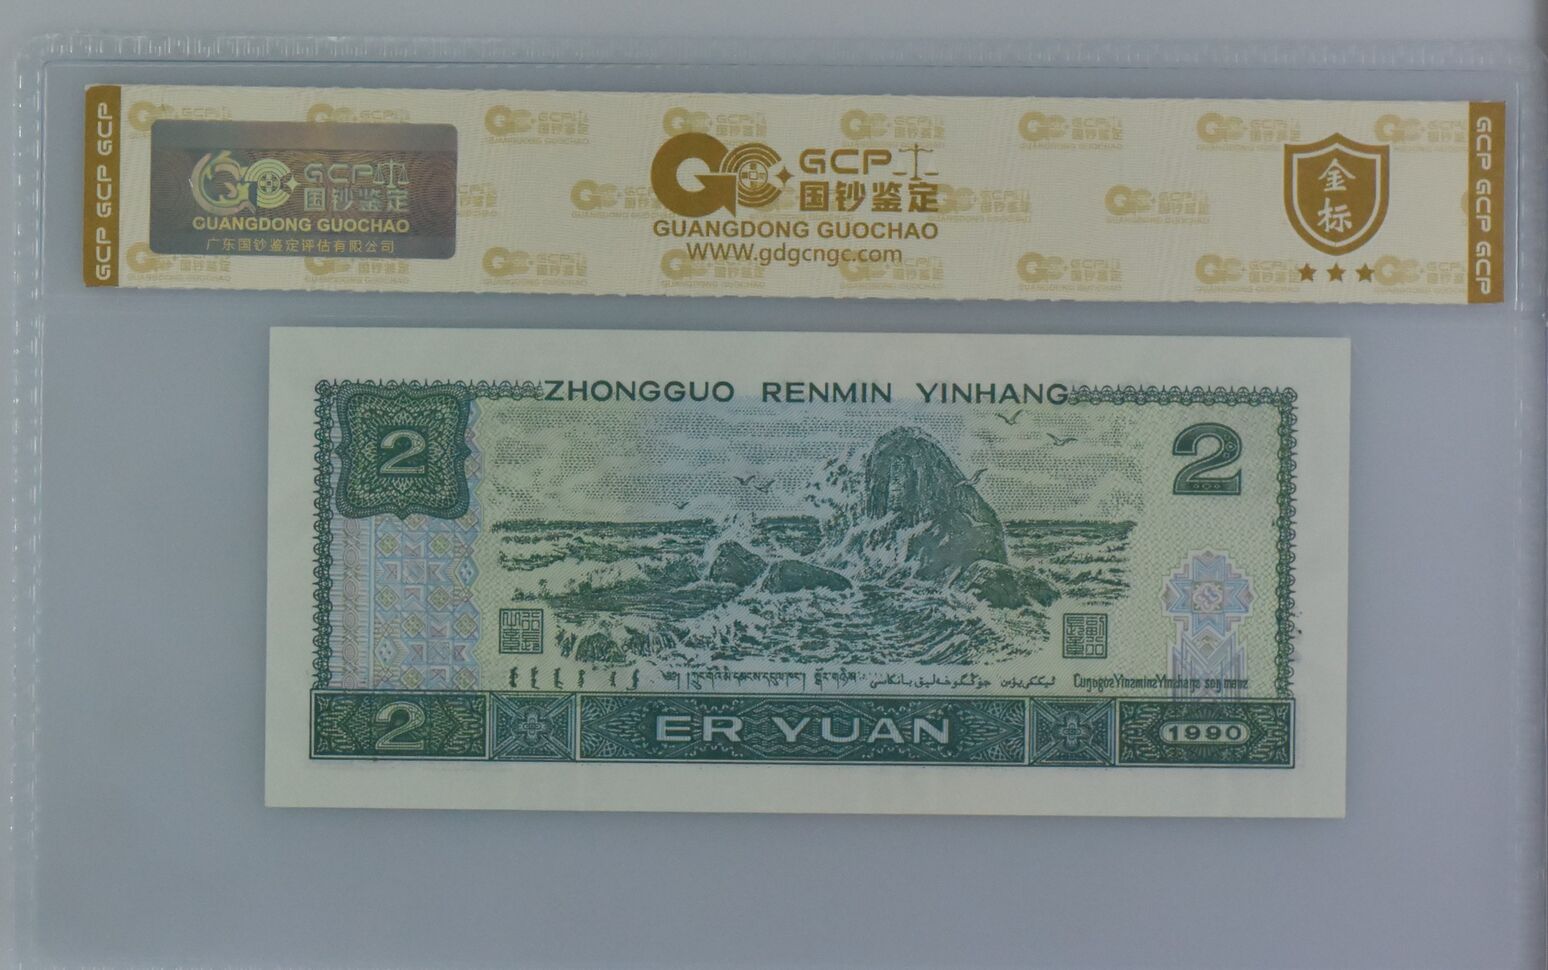 GCP GCP GCP
GCP
国钞鉴定
GUANGDONG GUOCHAO
广东国钞鉴定评估有限公司
GCP
国钞鉴定
GUANGDONG GUOCHAO
WWW.gdgcngc.com
金
标
GCP GCP GCP
ZHONGGUO RENMIN YINHANG
2
2
2
ER YUAN
1990